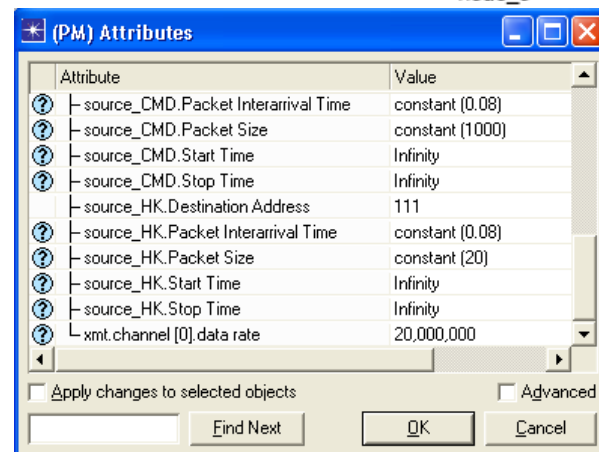 (PM) Attributes
Attribute Value
source_CMD.Packet Interarrival Time constant (0.08)
source_CMD.Packet Size constant (1000)
source_CMD.Start Time Infinity
source_CMD.Stop Time Infinity
source_HK.Destination Address 111
source_HK.Packet Interarrival Time constant (0.08)
source_HK.Packet Size constant (20)
source_HK.Start Time Infinity
source_HK.Stop Time Infinity
xmt.channel [0].data rate 20,000,000
Apply changes to selected objects Advanced
Find Next OK Cancel